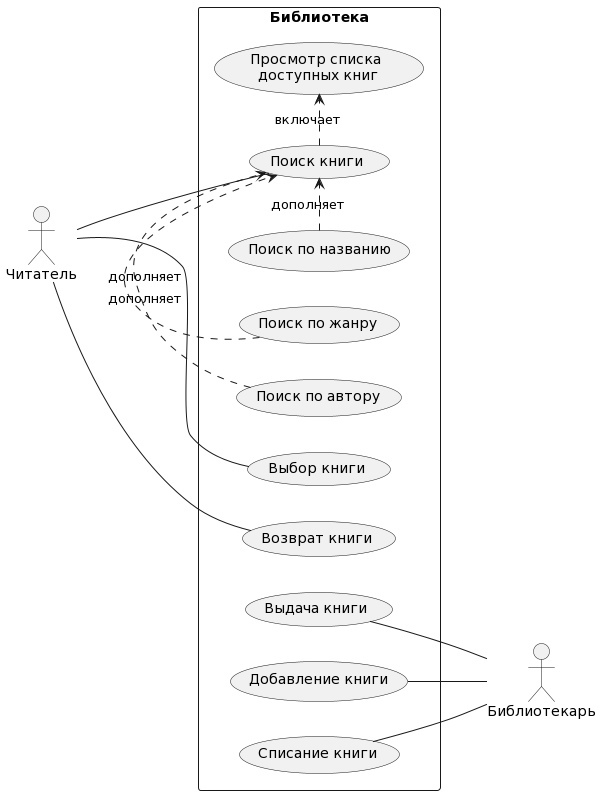 Библиотека
Просмотр списка
доступных книг
включает
Поиск книги
дополняет
Читатель
Поиск по названию
дополняет
дополняет
Поиск по жанру
Поиск по автору
Выбор книги
Возврат книги
Выдача книги
Добавление книги
Библиотекарь
Списание книги